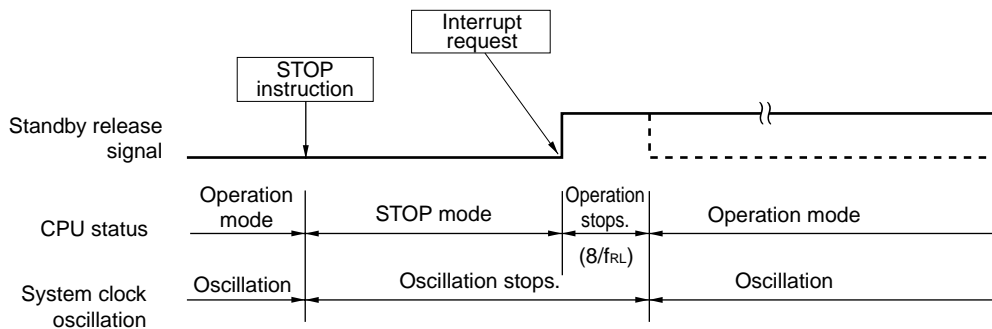 Interrupt
request
STOP
instruction
Standby release
signal
CPU status
Operation
mode
STOP mode
Operation
stops.
(8/fRL)
Operation mode
System clock
oscillation
Oscillation
Oscillation stops.
Oscillation